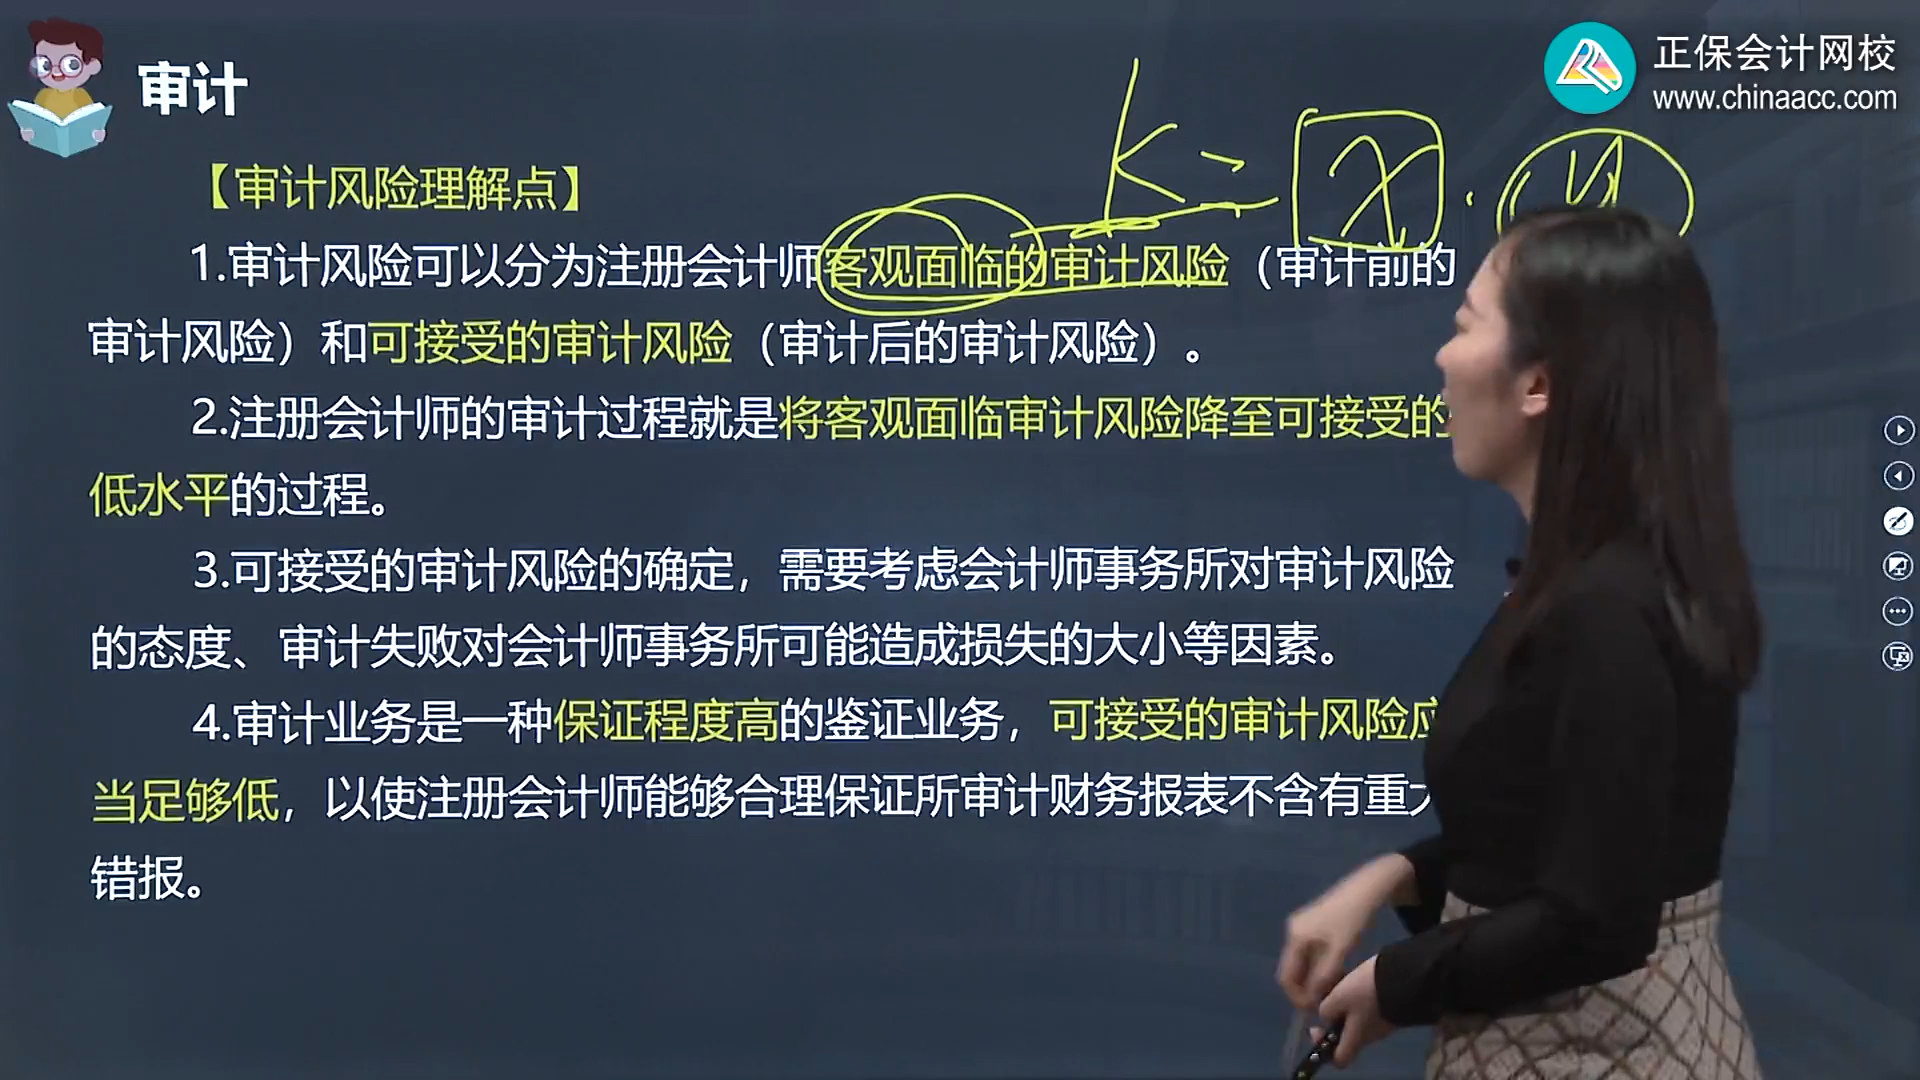 审计
正保会计网校
www.chinaacc.com
K = x · y
【审计风险理解点】
1.审计风险可以分为注册会计师客观面临的审计风险（审计前的
审计风险）和可接受的审计风险（审计后的审计风险）。
2.注册会计师的审计过程就是将客观面临审计风险降至可接受的
低水平的过程。
3.可接受的审计风险的确定，需要考虑会计师事务所对审计风险
的态度、审计失败对会计师事务所可能造成损失的大小等因素。
4.审计业务是一种保证程度高的鉴证业务，可接受的审计风险应
当足够低，以使注册会计师能够合理保证所审计财务报表不含有重大
错报。